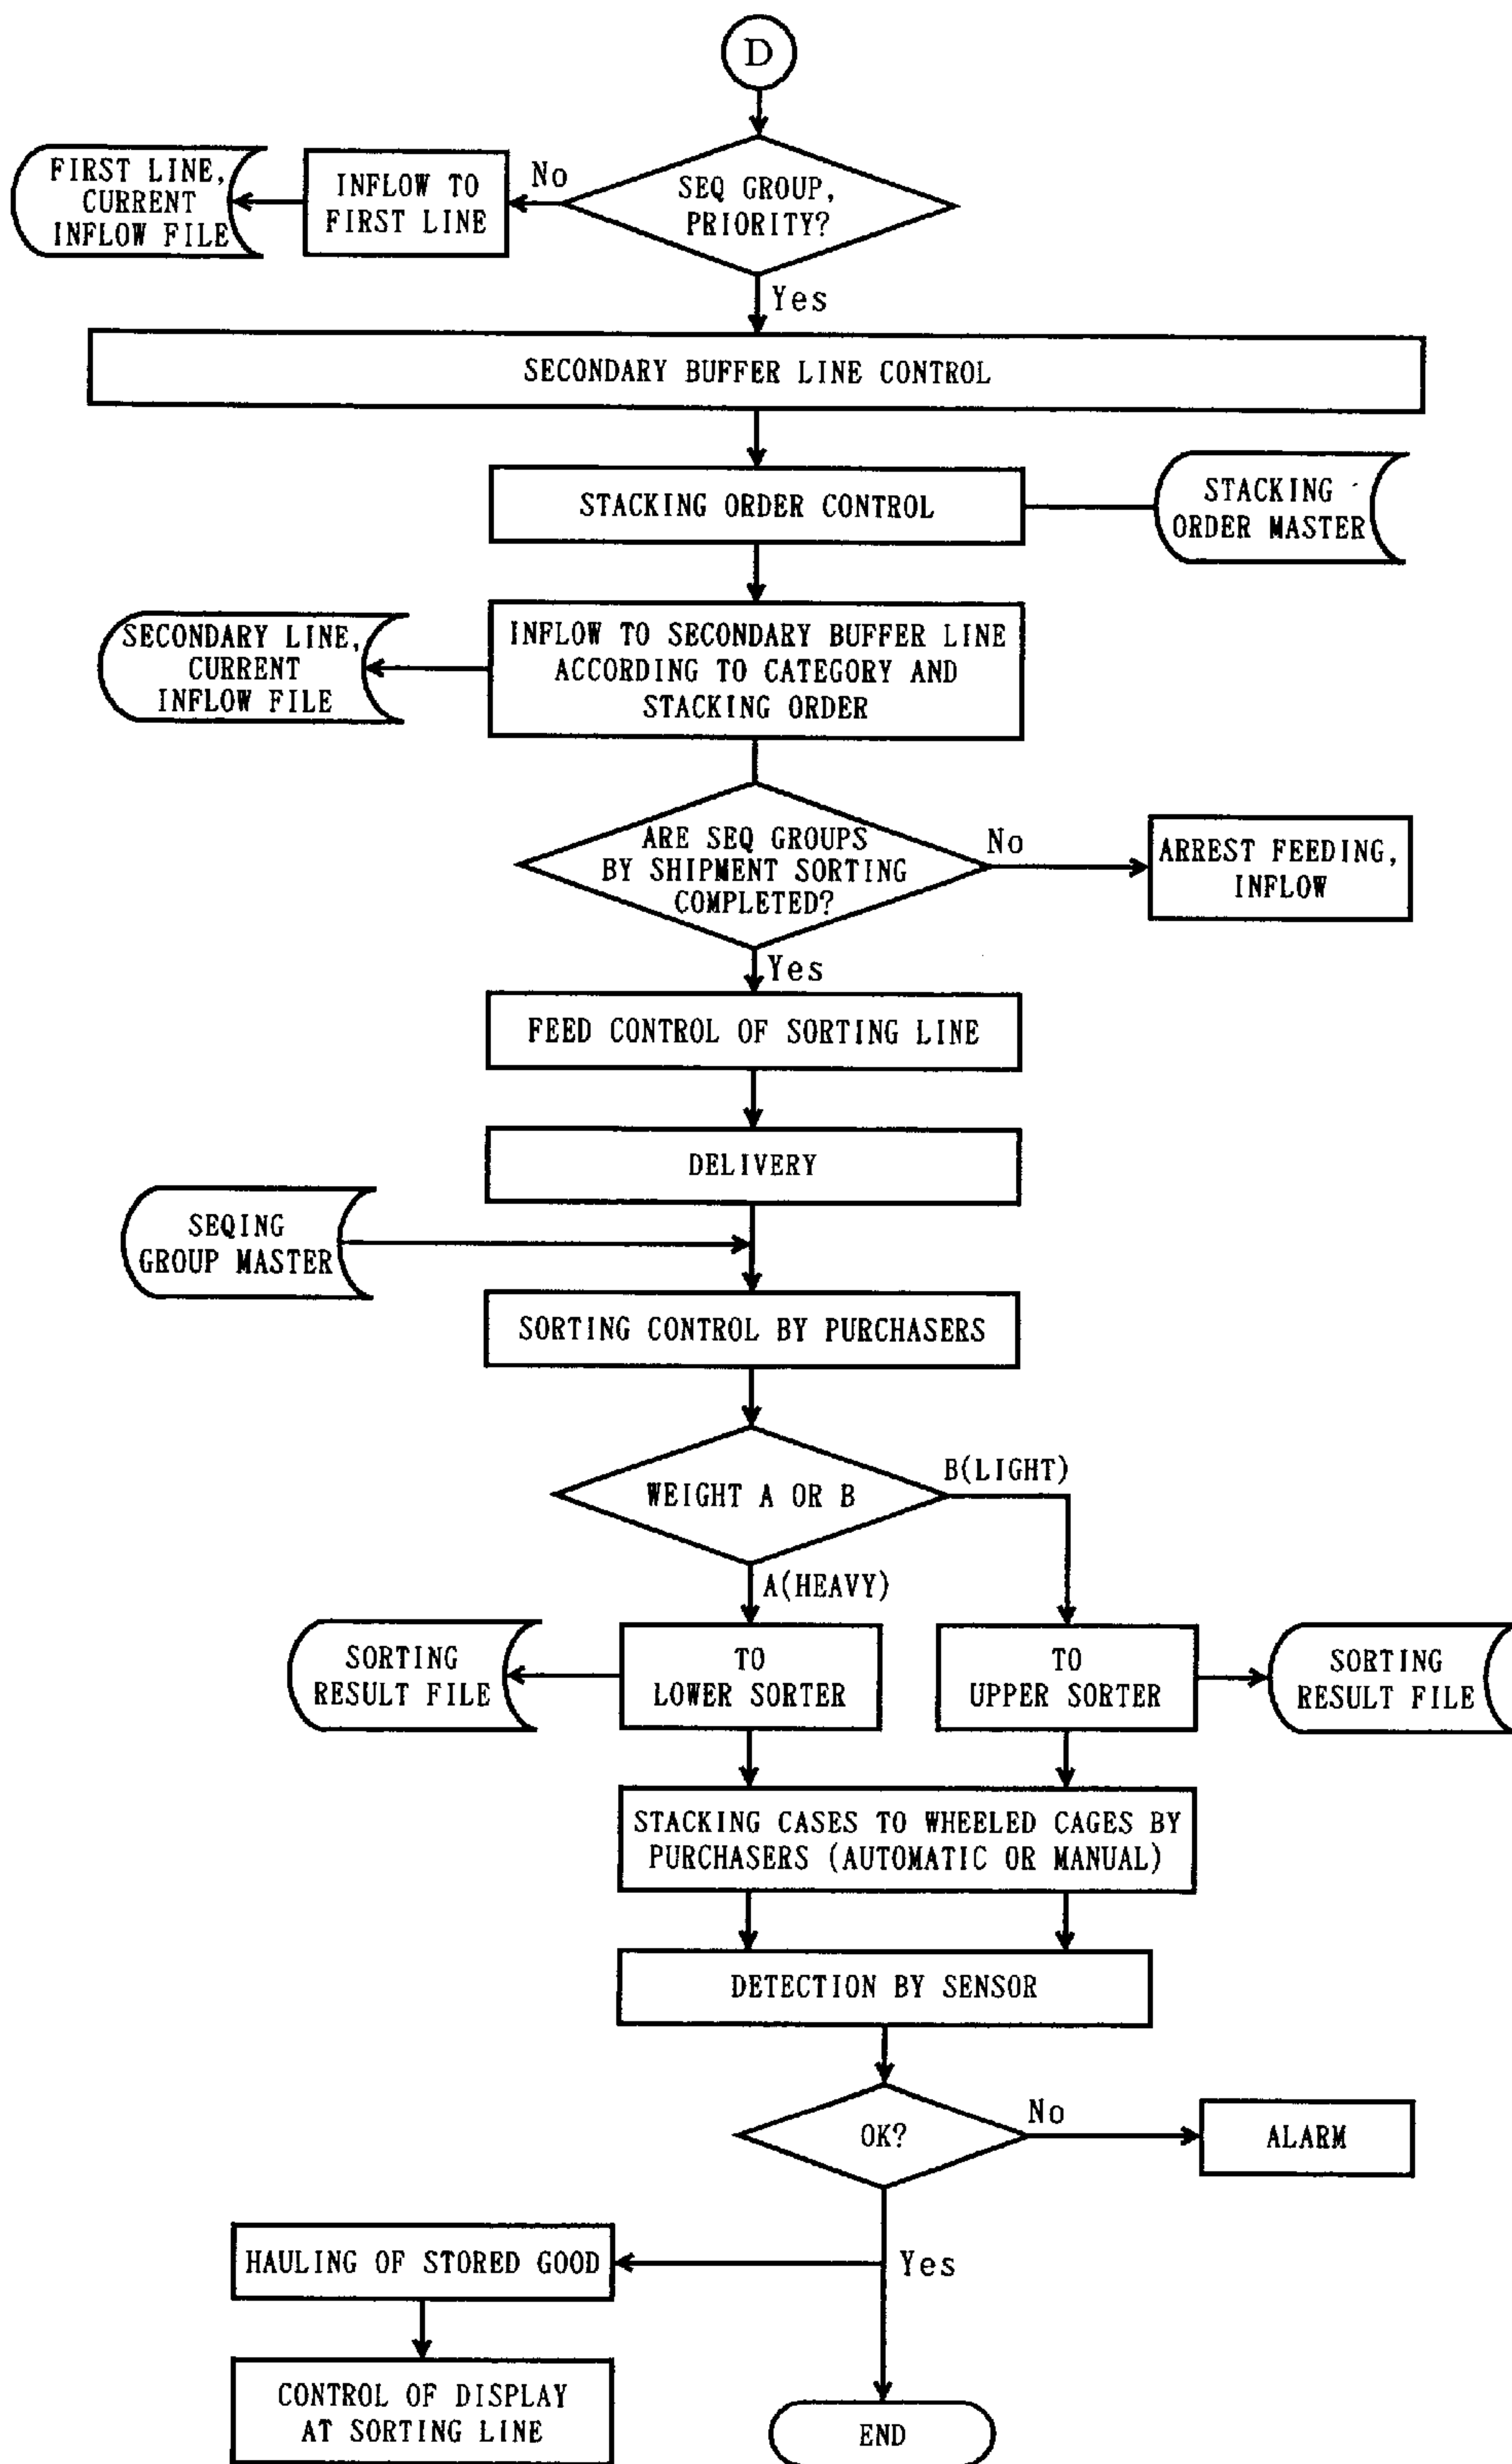 D
FIRST LINE,
CURRENT
INFLOW FILE
INFLOW TO
FIRST LINE
No
SEQ GROUP,
PRIORITY?
Yes
SECONDARY BUFFER LINE CONTROL
STACKING ORDER CONTROL
STACKING
ORDER MASTER
SECONDARY LINE,
CURRENT
INFLOW FILE
INFLOW TO SECONDARY BUFFER LINE
ACCORDING TO CATEGORY AND
STACKING ORDER
ARE SEQ GROUPS
BY SHIPMENT SORTING
COMPLETED?
No
ARREST FEEDING,
INFLOW
Yes
FEED CONTROL OF SORTING LINE
DELIVERY
SEQING
GROUP MASTER
SORTING CONTROL BY PURCHASERS
WEIGHT A OR B
B(LIGHT)
A(HEAVY)
SORTING
RESULT FILE
TO
LOWER SORTER
TO
UPPER SORTER
SORTING
RESULT FILE
STACKING CASES TO WHEELED CAGES BY
PURCHASERS (AUTOMATIC OR MANUAL)
DETECTION BY SENSOR
OK?
No
ALARM
HAULING OF STORED GOOD
Yes
CONTROL OF DISPLAY
AT SORTING LINE
END